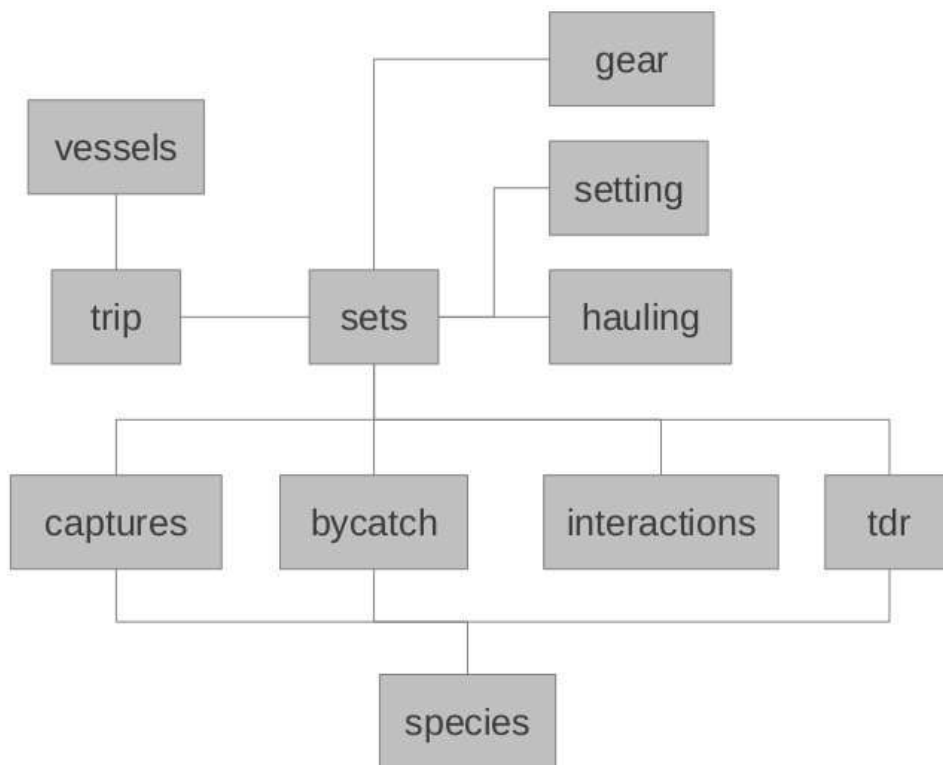 gear
vessels
setting
trip
sets
hauling
captures
bycatch
interactions
tdr
species